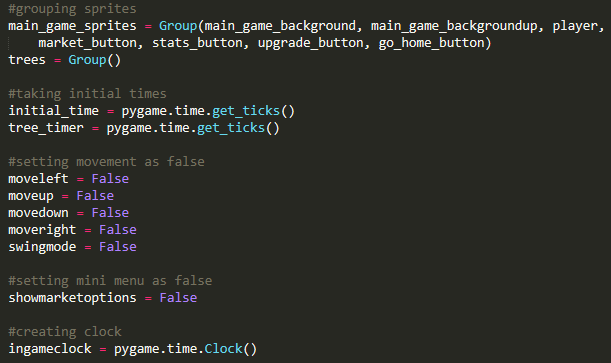 #grouping sprites
main_game_sprites = Group(main_game_background, main_game_backgroundup, player,
    market_button, stats_button, upgrade_button, go_home_button)
trees = Group()

#taking initial times
initial_time = pygame.time.get_ticks()
tree_timer = pygame.time.get_ticks()

#setting movement as false
moveleft = False
moveup = False
movedown = False
moveright = False
swingmode = False

#setting mini menu as false
showmarketoptions = False

#creating clock
ingameclock = pygame.time.Clock()